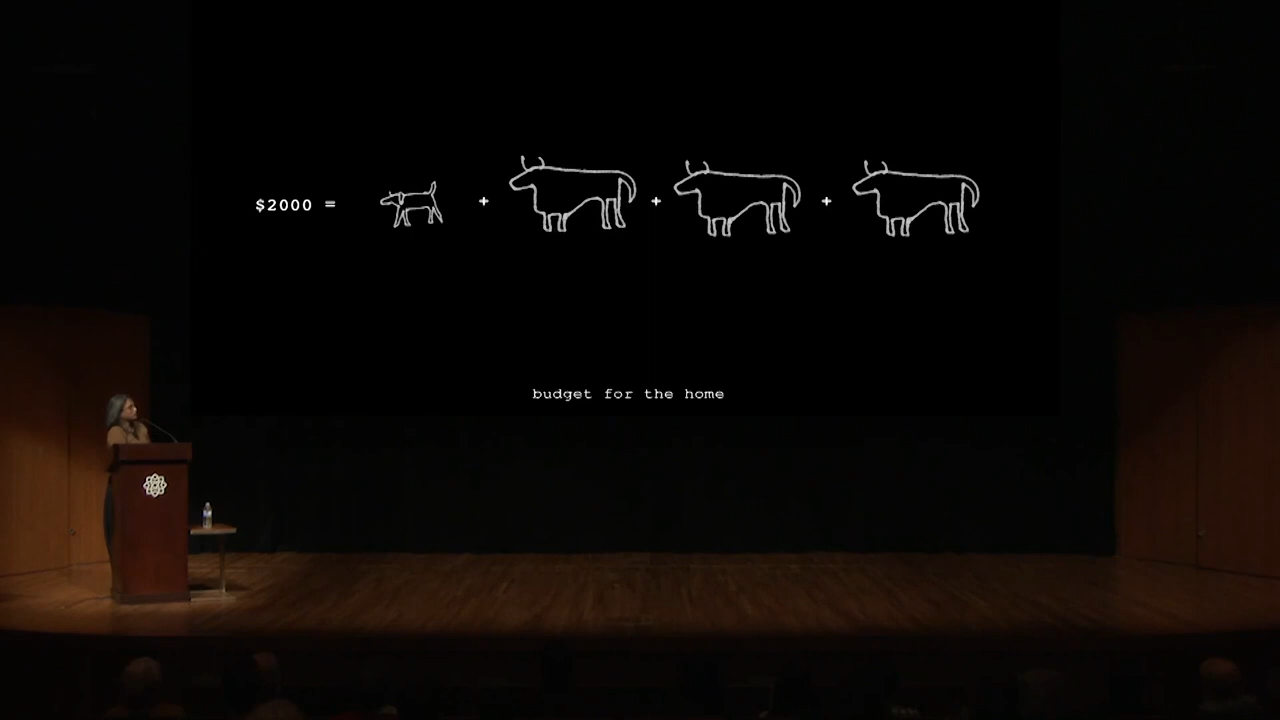 $2000 = + + +
budget for the home